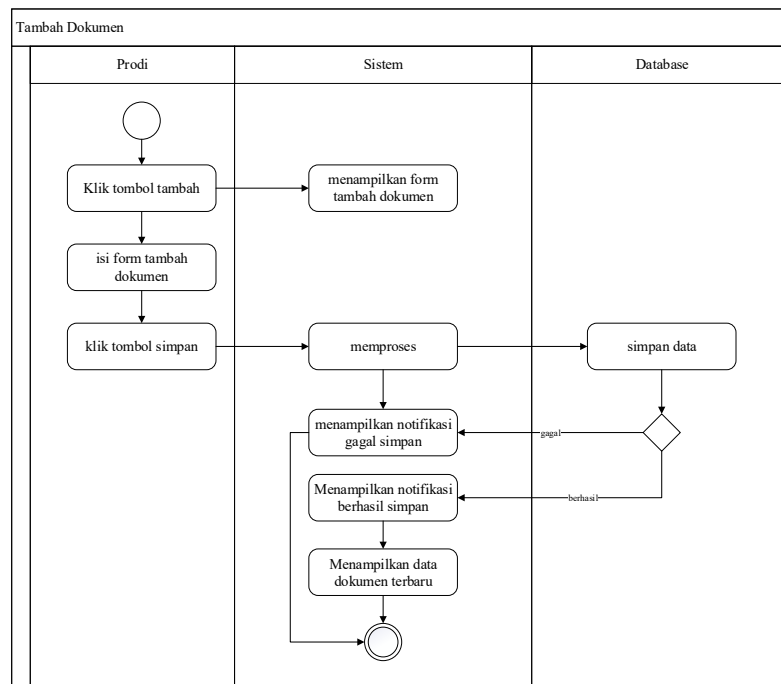 Tambah Dokumen
Prodi
Sistem
Database
Klik tombol tambah
menampilkan form
tambah dokumen
isi form tambah
dokumen
klik tombol simpan
memproses
simpan data
menampilkan notifikasi
gagal simpan
gagal
Menampilkan notifikasi
berhasil simpan
berhasil
Menampilkan data
dokumen terbaru